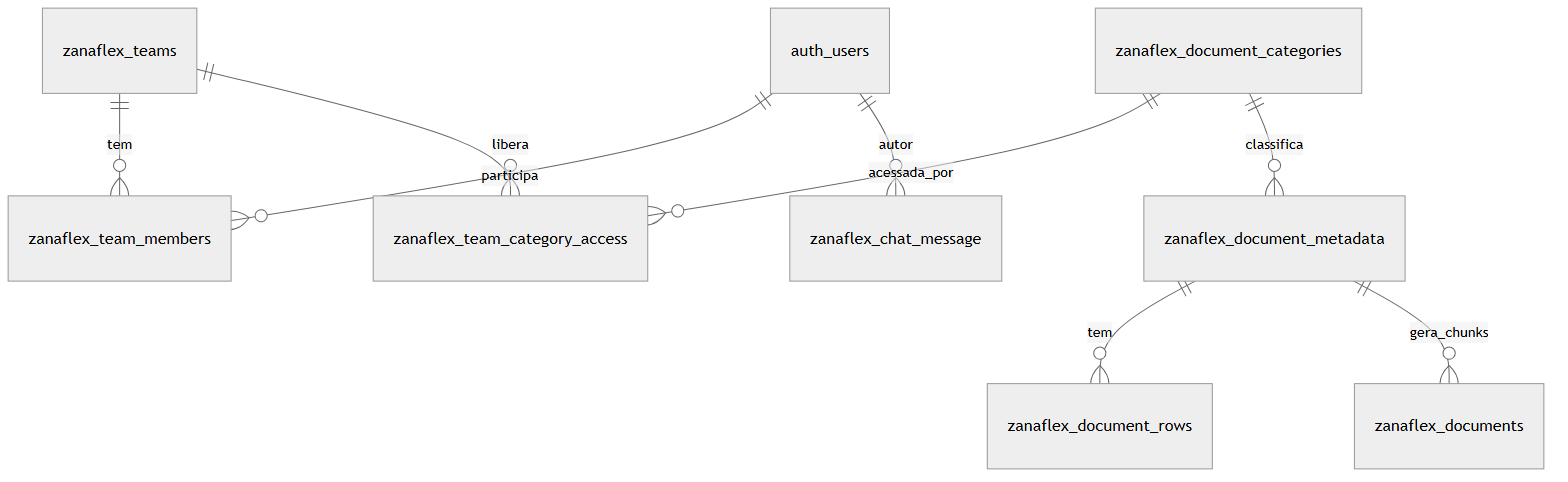 zanaflex_teams
auth_users
zanaflex_document_categories
tem
libera
autor
classifica
participa
acessada_por
zanaflex_team_members
zanaflex_team_category_access
zanaflex_chat_message
zanaflex_document_metadata
tem
gera_chunks
zanaflex_document_rows
zanaflex_documents